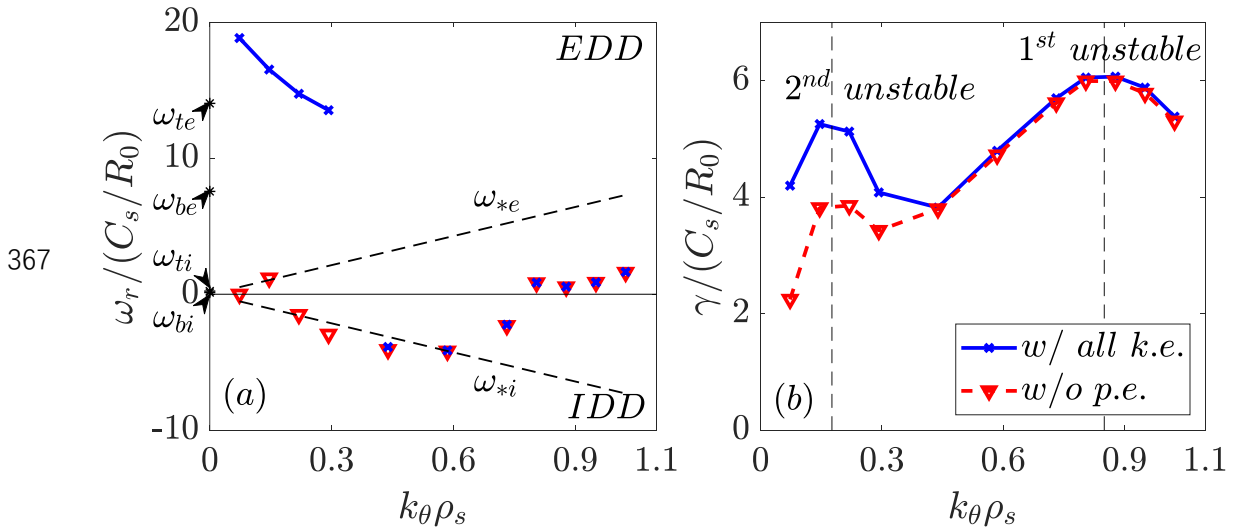 367
20
10
0
-10
ω_r/(C_s/R_0)
ω_te
ω_be
ω_ti
ω_bi
EDD
ω_*e
ω_*i
(a)
IDD
0 0.3 0.6 0.9 1.1
k_θρ_s
6
4
2
0
γ/(C_s/R_0)
1^st unstable
2^nd unstable
w/ all k.e.
w/o p.e.
(b)
0 0.3 0.6 0.9 1.1
k_θρ_s